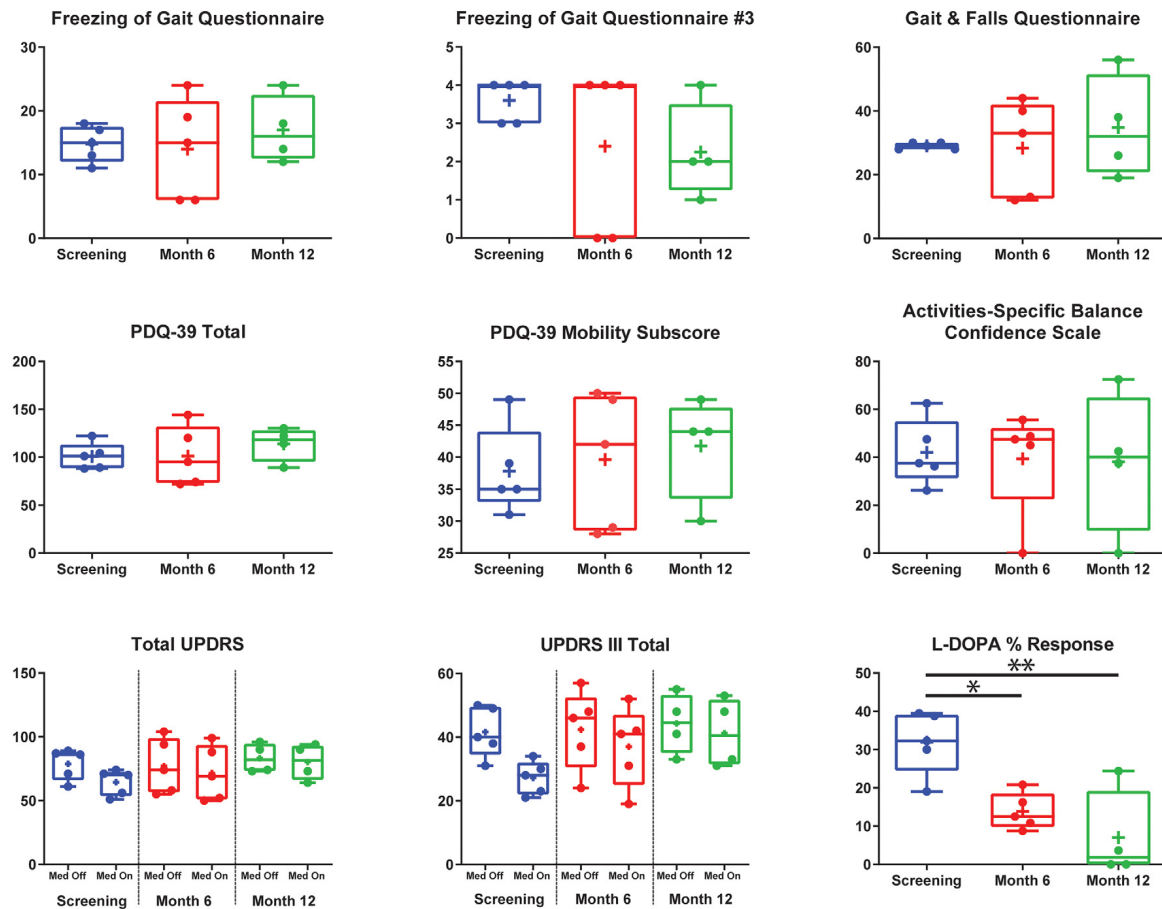 Freezing of Gait Questionnaire
30
20
10
0
Screening Month 6 Month 12
Freezing of Gait Questionnaire #3
5
4
3
2
1
0
Screening Month 6 Month 12
Gait & Falls Questionnaire
60
40
20
0
Screening Month 6 Month 12
PDQ-39 Total
200
150
100
50
0
Screening Month 6 Month 12
PDQ-39 Mobility Subscore
55
50
45
40
35
30
25
Screening Month 6 Month 12
Activities-Specific Balance
Confidence Scale
80
60
40
20
0
Screening Month 6 Month 12
Total UPDRS
150
100
50
0
Med Off Med On Med Off Med On Med Off Med On
Screening Month 6 Month 12
UPDRS III Total
60
40
20
0
Med Off Med On Med Off Med On Med Off Med On
Screening Month 6 Month 12
L-DOPA % Response
50
40
30
20
10
0
**
*
Screening Month 6 Month 12